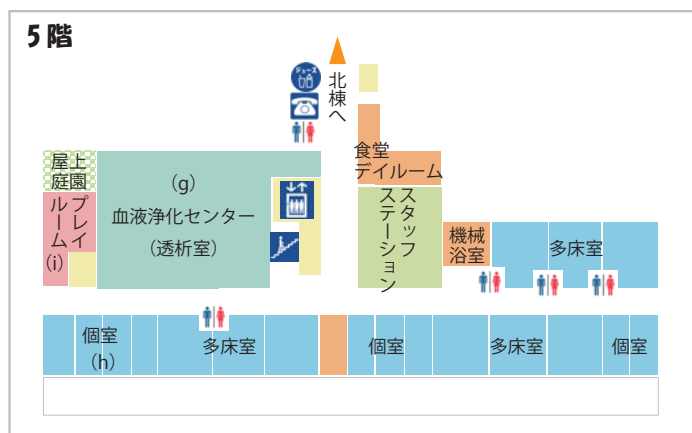 5階
ジュース
北棟へ
屋上
庭園
(g)
血液浄化センター
(透析室)
プレイ
ルーム
(i)
食堂
デイルーム
スタッフ
ステーション
機械
浴室
多床室
個室
(h)
多床室
個室
多床室
個室